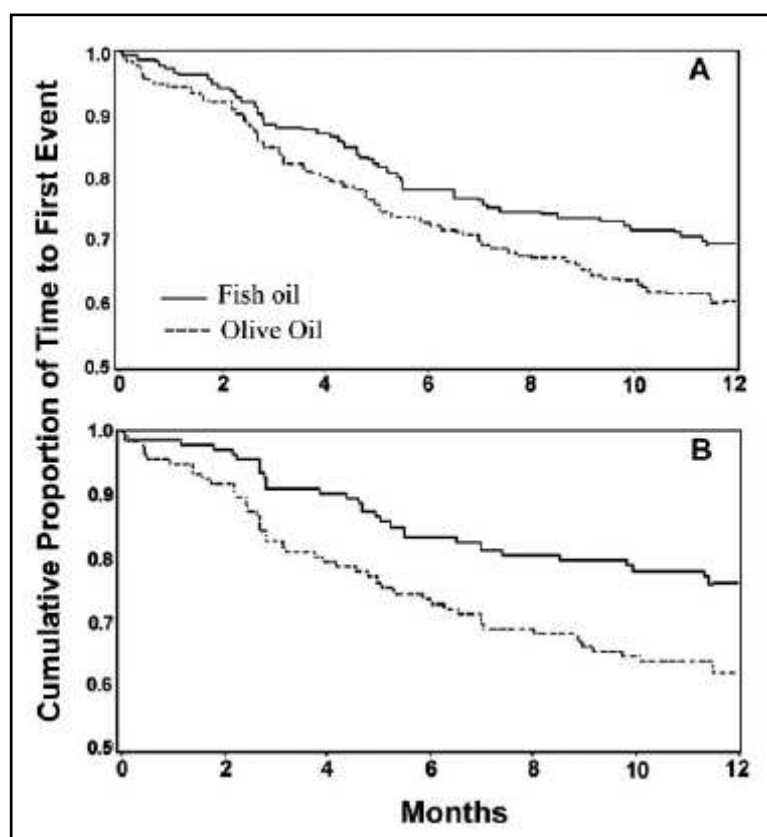 Cumulative Proportion of Time to First Event
A
1.0
0.9
0.8
0.7
0.6
0.5
Fish oil
Olive Oil
0 2 4 6 8 10 12
B
1.0
0.9
0.8
0.7
0.6
0.5
0 2 4 6 8 10 12
Months